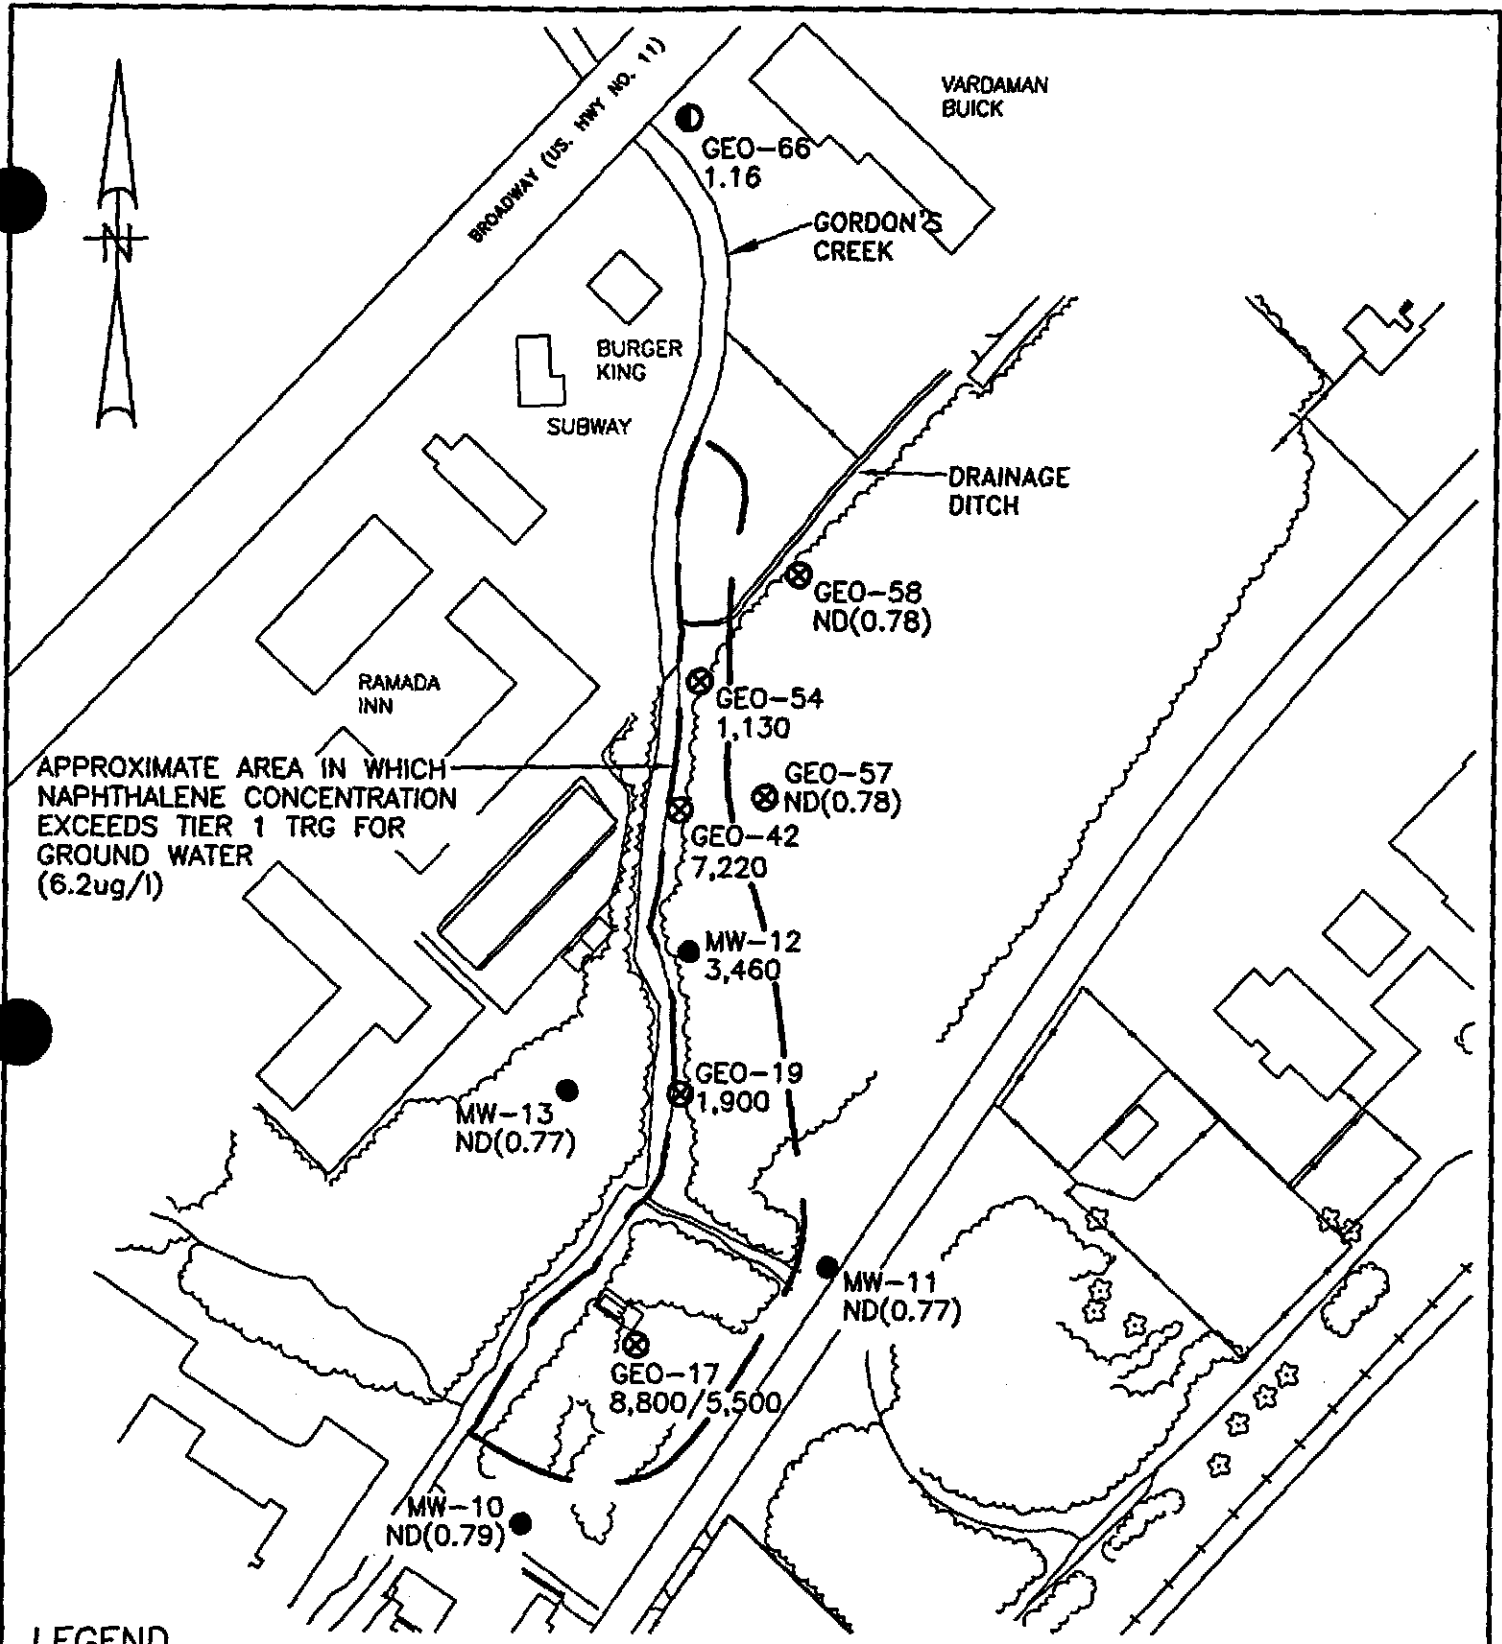 VARDAMAN
BUICK
BROADWAY (US. HWY NO. 11)
GEO-66
1.16
N
GORDON'S
CREEK
BURGER
KING
SUBWAY
DRAINAGE
DITCH
GEO-58
ND(0.78)
RAMADA
INN
GEO-54
1,130
APPROXIMATE AREA IN WHICH
NAPHTHALENE CONCENTRATION
EXCEEDS TIER 1 TRG FOR
GROUND WATER
(6.2ug/l)
GEO-57
ND(0.78)
GEO-42
7,220
MW-12
3,460
GEO-19
1,900
MW-13
ND(0.77)
MW-11
ND(0.77)
GEO-17
8,800/5,500
MW-10
ND(0.79)
LEGEND